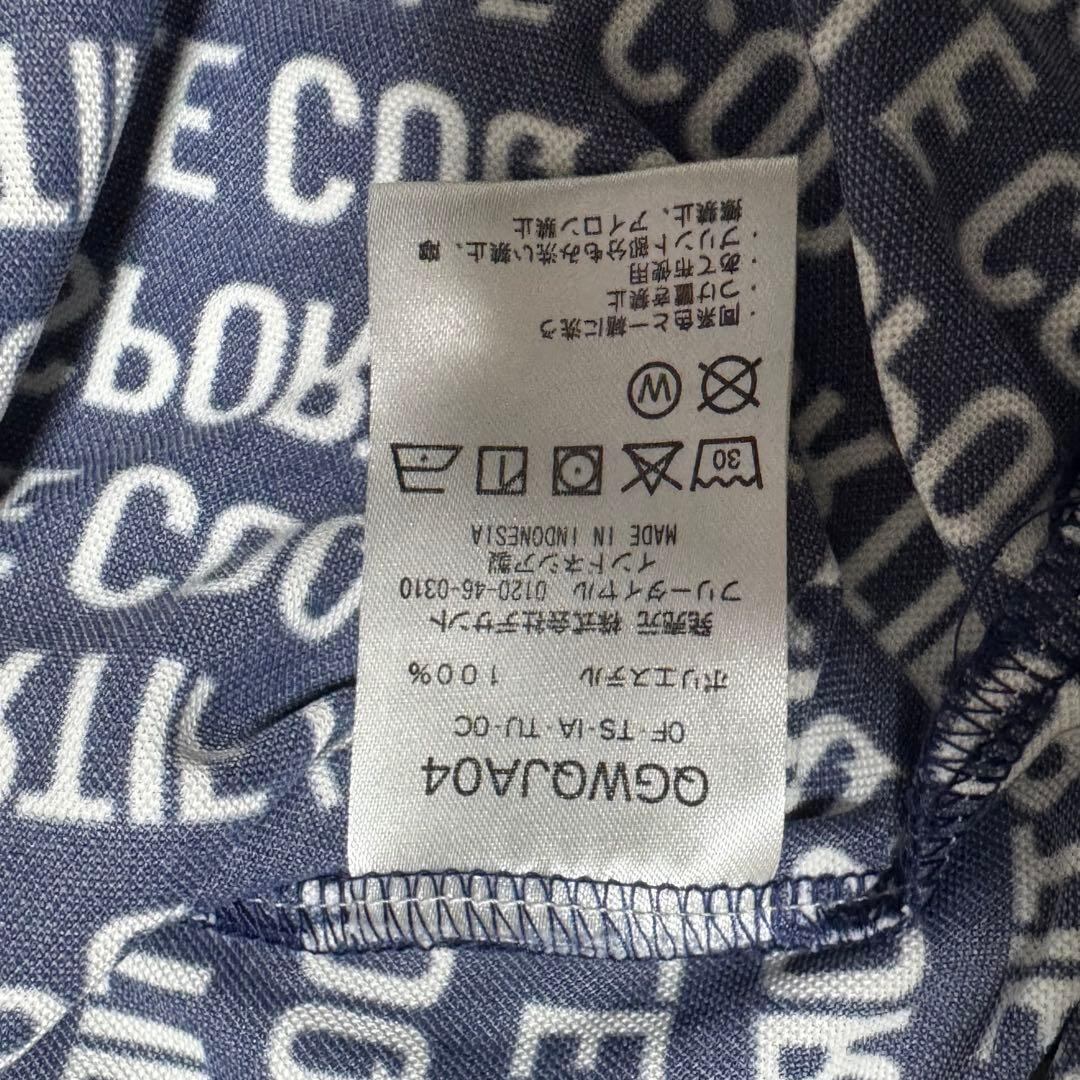 QGWQJA04
OF·TS·IA·TU·OC
ポリエステル 100%
発売元 株式会社デサント
フリーダイヤル 0120-46-0310
インドネシア製
MADE IN INDONESIA
30
W
・同系色と一緒に洗う
・つけ置き禁止
・あて布使用
・プリント部分もみ洗い禁止、摩
擦禁止、アイロン禁止